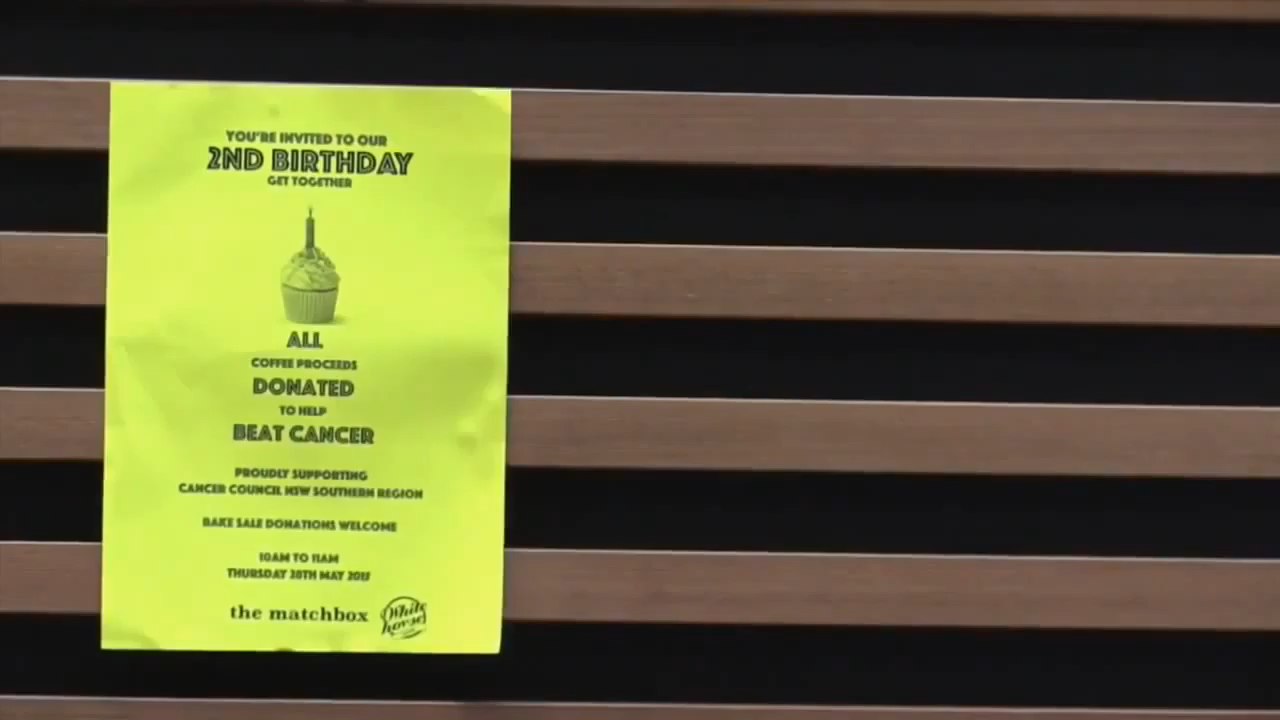 YOU'RE INVITED TO OUR
2ND BIRTHDAY
GET TOGETHER
ALL
COFFEE PROCEEDS
DONATED
TO HELP
BEAT CANCER
PROUDLY SUPPORTING
CANCER COUNCIL NSW SOUTHERN REGION
BAKE SALE DONATIONS WELCOME
10AM TO 11AM
THURSDAY 28TH MAY 2015
the matchbox
White
horse